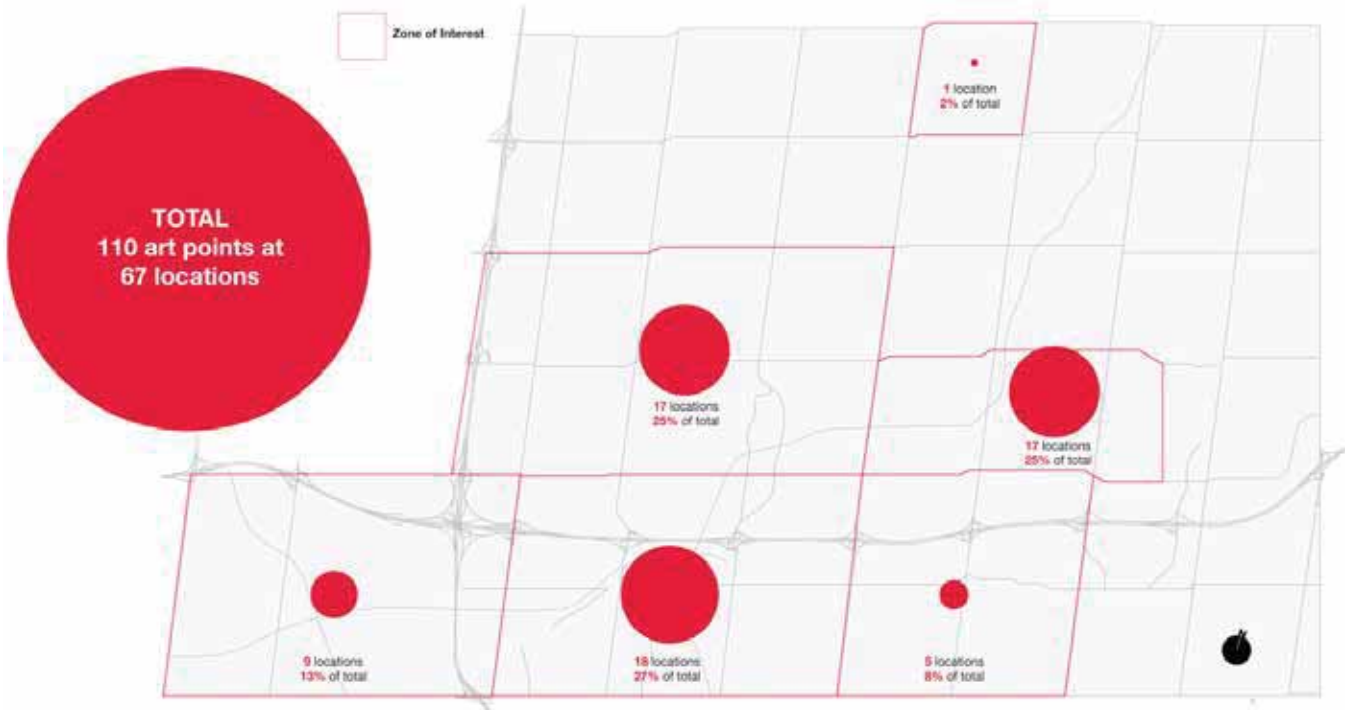 Zone of Interest
1 location
2% of total
TOTAL
110 art points at
67 locations
17 locations
25% of total
17 locations
25% of total
9 locations
13% of total
18 locations
27% of total
5 locations
8% of total
N